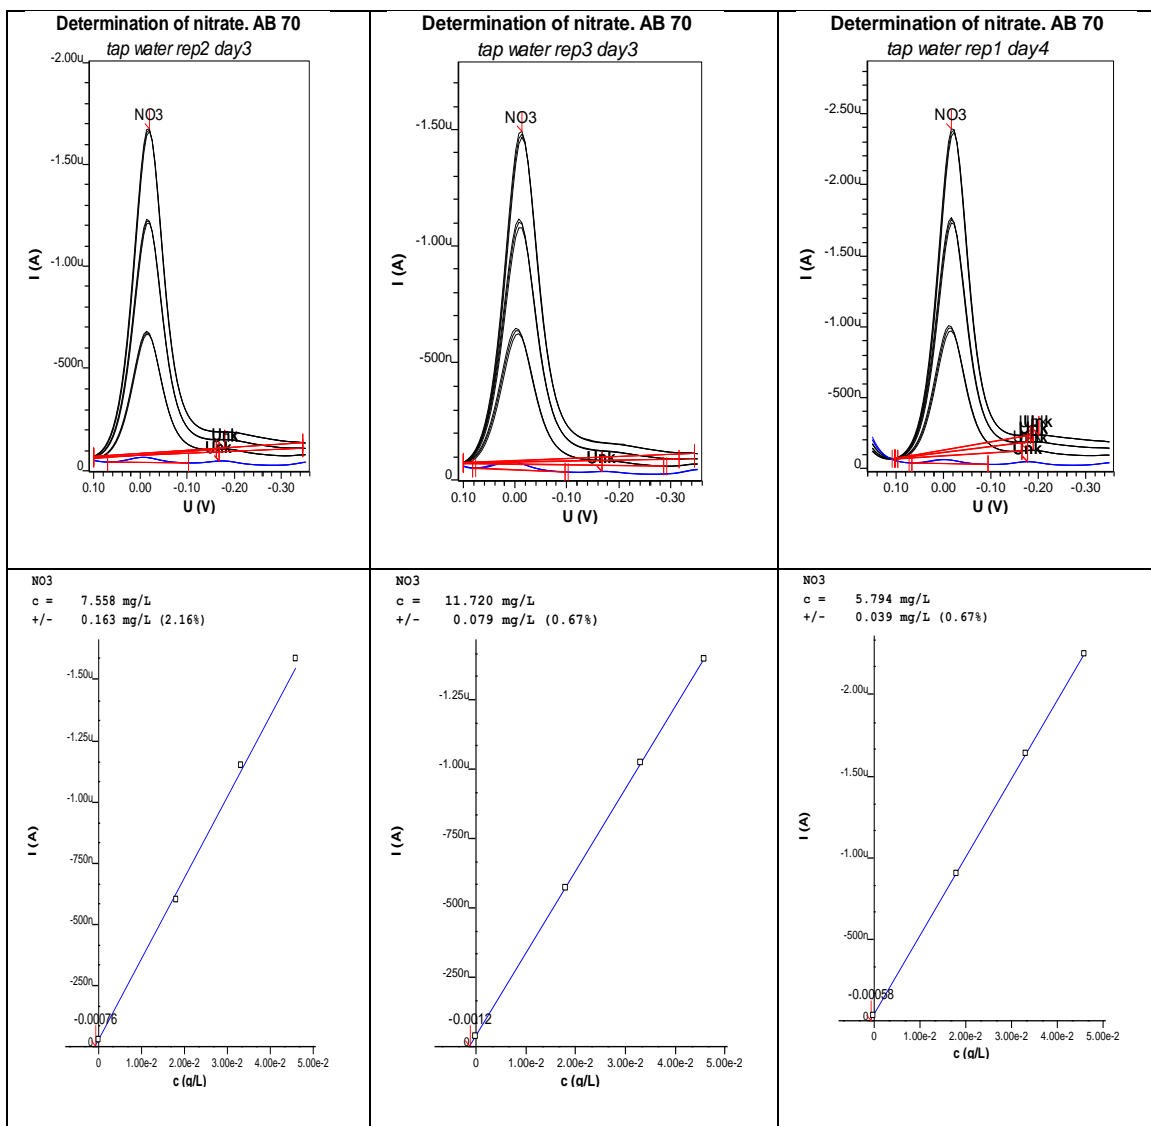 Determination of nitrate. AB 70
tap water rep2 day3
-2.00u
-1.50u
-1.00u
-500n
0
I (A)
NO3
Unk
Unk
0.10 0.00 -0.10 -0.20 -0.30
U (V)
Determination of nitrate. AB 70
tap water rep3 day3
-1.50u
-1.00u
-500n
0
I (A)
NO3
Unk
0.10 0.00 -0.10 -0.20 -0.30
U (V)
Determination of nitrate. AB 70
tap water rep1 day4
-2.50u
-2.00u
-1.50u
-1.00u
-500n
0
I (A)
NO3
Unk
Unk
0.10 0.00 -0.10 -0.20 -0.30
U (V)
NO3
c = 7.558 mg/L
+/- 0.163 mg/L (2.16%)
-1.50u
-1.25u
-1.00u
-750n
-500n
-250n
0
I (A)
-0.00076
0 1.00e-2 2.00e-2 3.00e-2 4.00e-2 5.00e-2
c (g/L)
NO3
c = 11.720 mg/L
+/- 0.079 mg/L (0.67%)
-1.25u
-1.00u
-750n
-500n
-250n
0
I (A)
-0.0012
0 1.00e-2 2.00e-2 3.00e-2 4.00e-2 5.00e-2
c (g/L)
NO3
c = 5.794 mg/L
+/- 0.039 mg/L (0.67%)
-2.00u
-1.50u
-1.00u
-500n
0
I (A)
-0.00058
0 1.00e-2 2.00e-2 3.00e-2 4.00e-2 5.00e-2
c (g/L)